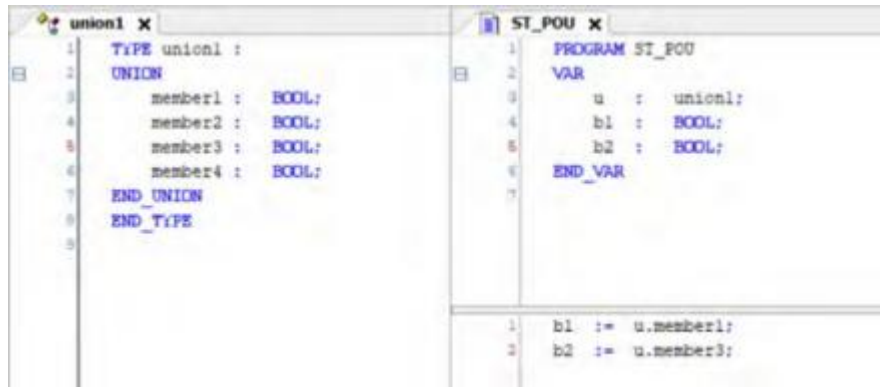 union1 x
1 TYPE union1 :
2 UNION
3 member1 : BOOL;
4 member2 : BOOL;
5 member3 : BOOL;
6 member4 : BOOL;
7 END_UNION
8 END_TYPE
9
ST_POU x
1 PROGRAM ST_POU
2 VAR
3 u : union1;
4 b1 : BOOL;
5 b2 : BOOL;
6 END_VAR
7
1 b1 := u.member1;
2 b2 := u.member3;